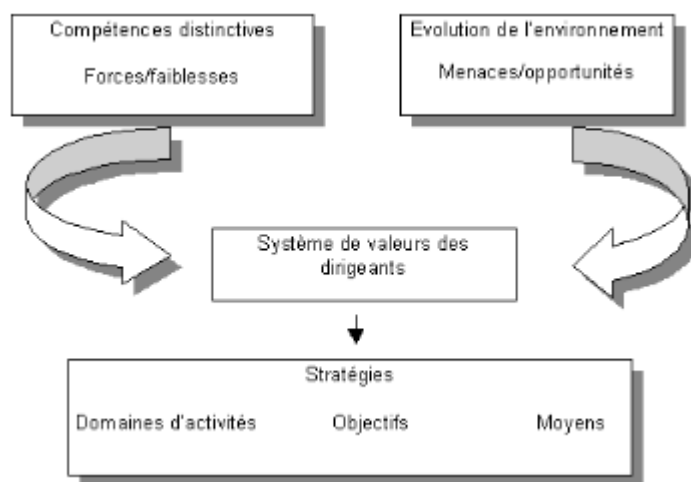 Compétences distinctives
Forces/faiblesses
Evolution de l'environnement
Menaces/opportunités
Système de valeurs des
dirigeants
Stratégies
Domaines d'activités Objectifs Moyens